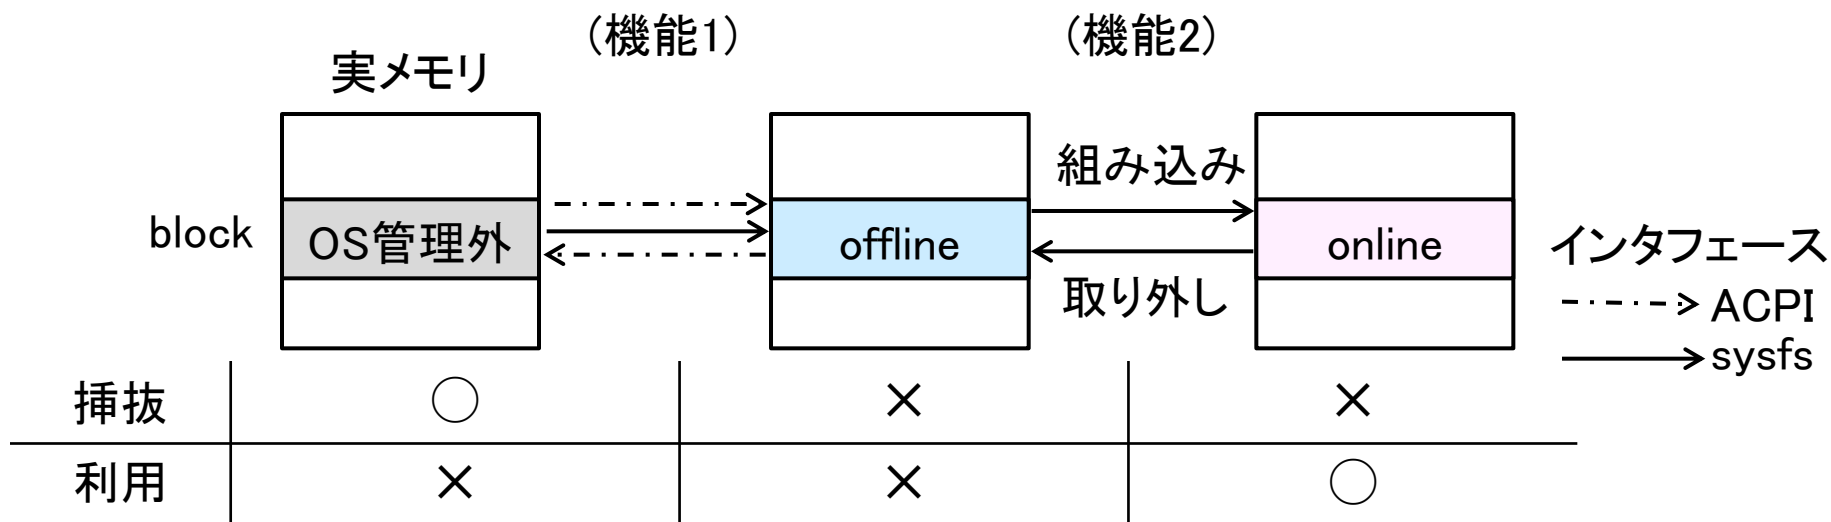 (機能1)
(機能2)
実メモリ
組み込み
block
OS管理外
offline
online
インタフェース
取り外し
ACPI
sysfs
挿抜
○
×
×
利用
×
×
○